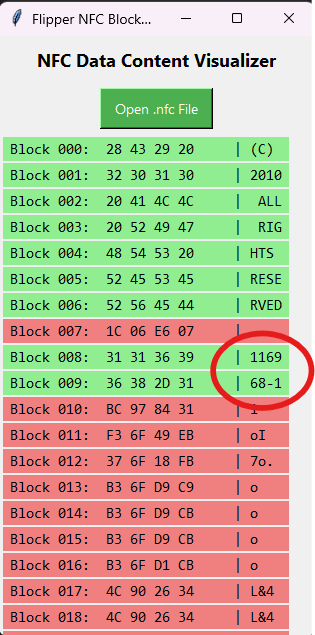 Flipper NFC Block...
NFC Data Content Visualizer
Open .nfc File
Block 000: 28 43 29 20 | (C)
Block 001: 32 30 31 30 | 2010
Block 002: 20 41 4C 4C | ALL
Block 003: 20 52 49 47 | RIG
Block 004: 48 54 53 20 | HTS
Block 005: 52 45 53 45 | RESE
Block 006: 52 56 45 44 | RVED
Block 007: 1C 06 E6 07 |
Block 008: 31 31 36 39 | 1169
Block 009: 36 38 2D 31 | 68-1
Block 010: BC 97 84 31 | 1
Block 011: F3 6F 49 EB | oI
Block 012: 37 6F 18 FB | 7o.
Block 013: B3 6F D9 C9 | o
Block 014: B3 6F D9 CB | o
Block 015: B3 6F D9 CB | o
Block 016: B3 6F D1 CB | o
Block 017: 4C 90 26 34 | L&4
Block 018: 4C 90 26 34 | L&4